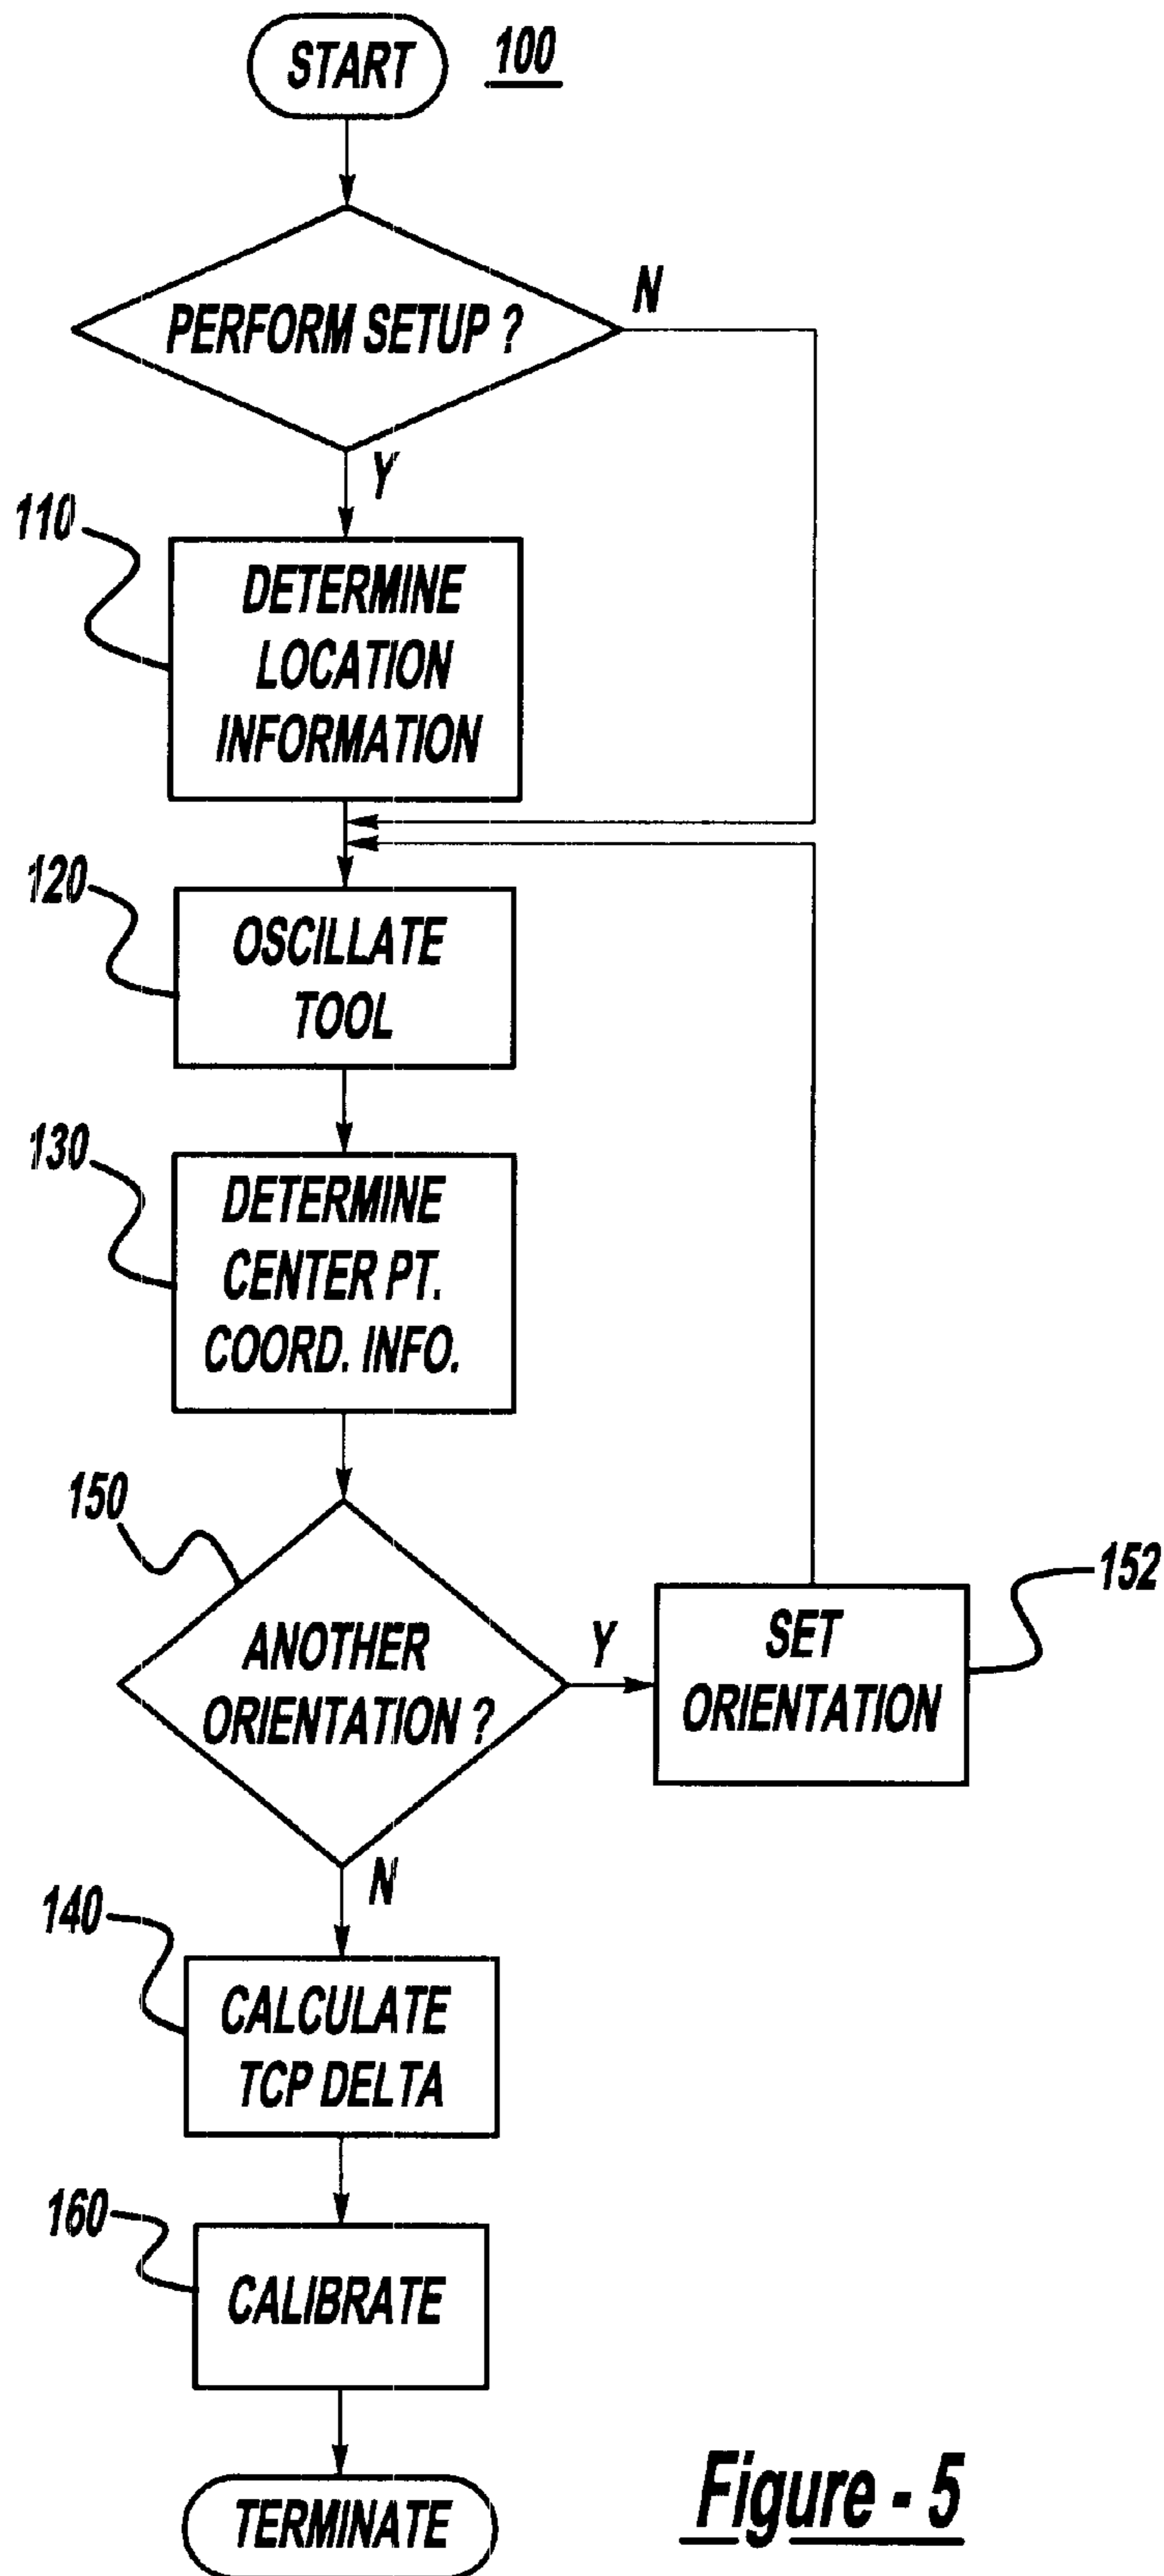 START
100
PERFORM SETUP ?
N
Y
110
DETERMINE
LOCATION
INFORMATION
120
OSCILLATE
TOOL
130
DETERMINE
CENTER PT.
COORD. INFO.
150
ANOTHER
ORIENTATION ?
Y
152
SET
ORIENTATION
N
140
CALCULATE
TCP DELTA
160
CALIBRATE
TERMINATE
Figure - 5